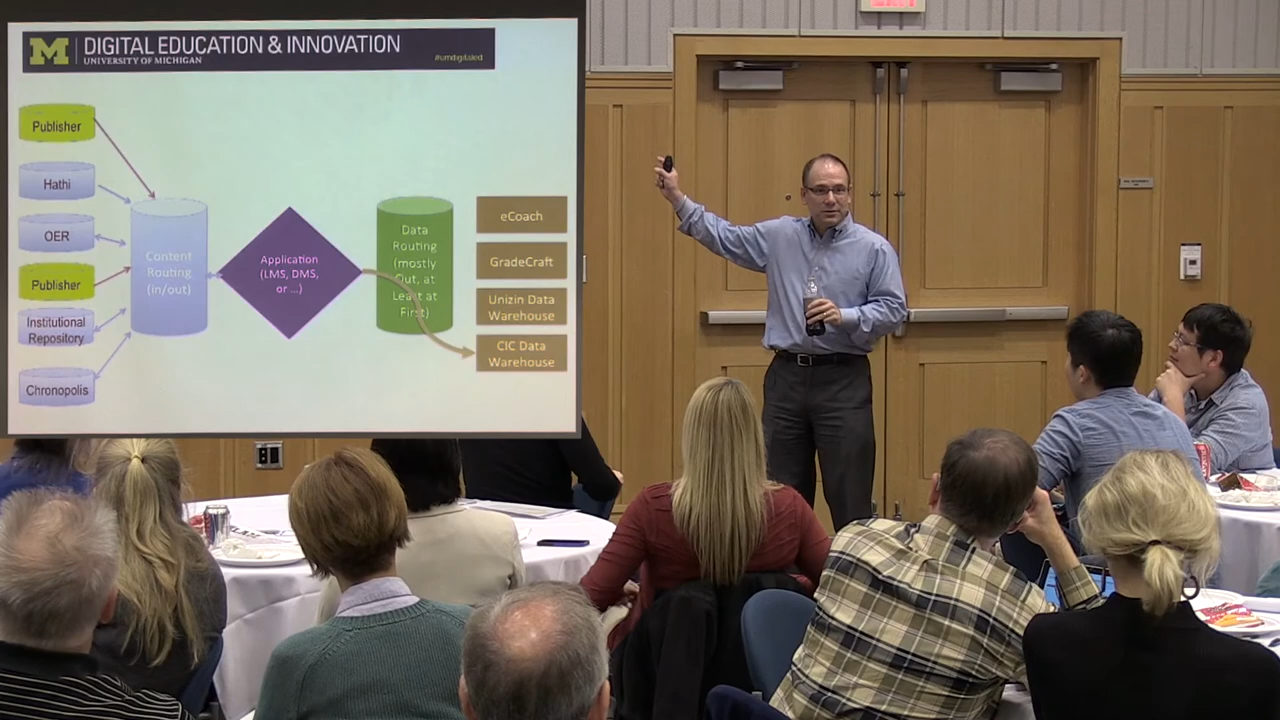 M DIGITAL EDUCATION & INNOVATION
UNIVERSITY OF MICHIGAN
#umdigitaled
Publisher
Hathi
OER
Publisher
Institutional
Repository
Chronopolis
Content
Routing
(in/out)
Application
(LMS, DMS,
or ...)
Data
Routing
(mostly
Out, at
Least at
First)
eCoach
GradeCraft
Unizin Data
Warehouse
CIC Data
Warehouse